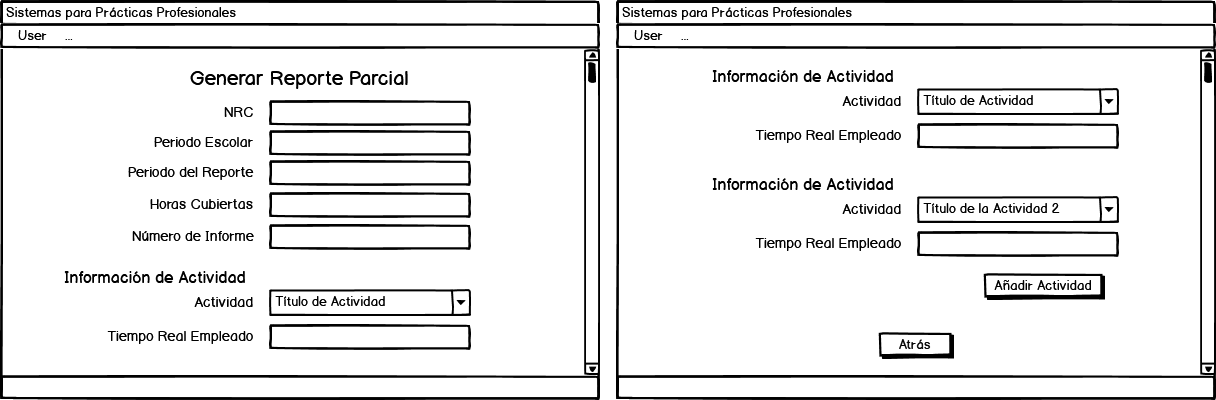 Sistemas para Prácticas Profesionales
User ...
Generar Reporte Parcial
NRC
Periodo Escolar
Periodo del Reporte
Horas Cubiertas
Número de Informe
Información de Actividad
Actividad Título de Actividad
Tiempo Real Empleado
Sistemas para Prácticas Profesionales
User ...
Información de Actividad
Actividad Título de Actividad
Tiempo Real Empleado
Información de Actividad
Actividad Título de la Actividad 2
Tiempo Real Empleado
Añadir Actividad
Atrás